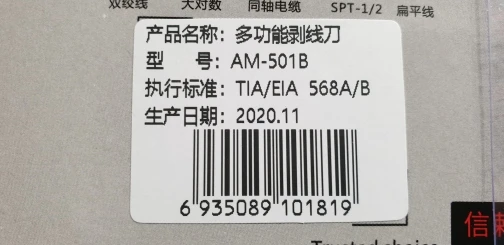 双绞线 大对数 同轴电缆 SPT-1/2 扁平线
产品名称：多功能剥线刀
型 号：AM-501B
执行标准：TIA/EIA 568A/B
生产日期：2020.11
6 935089 101819
Trusted choice